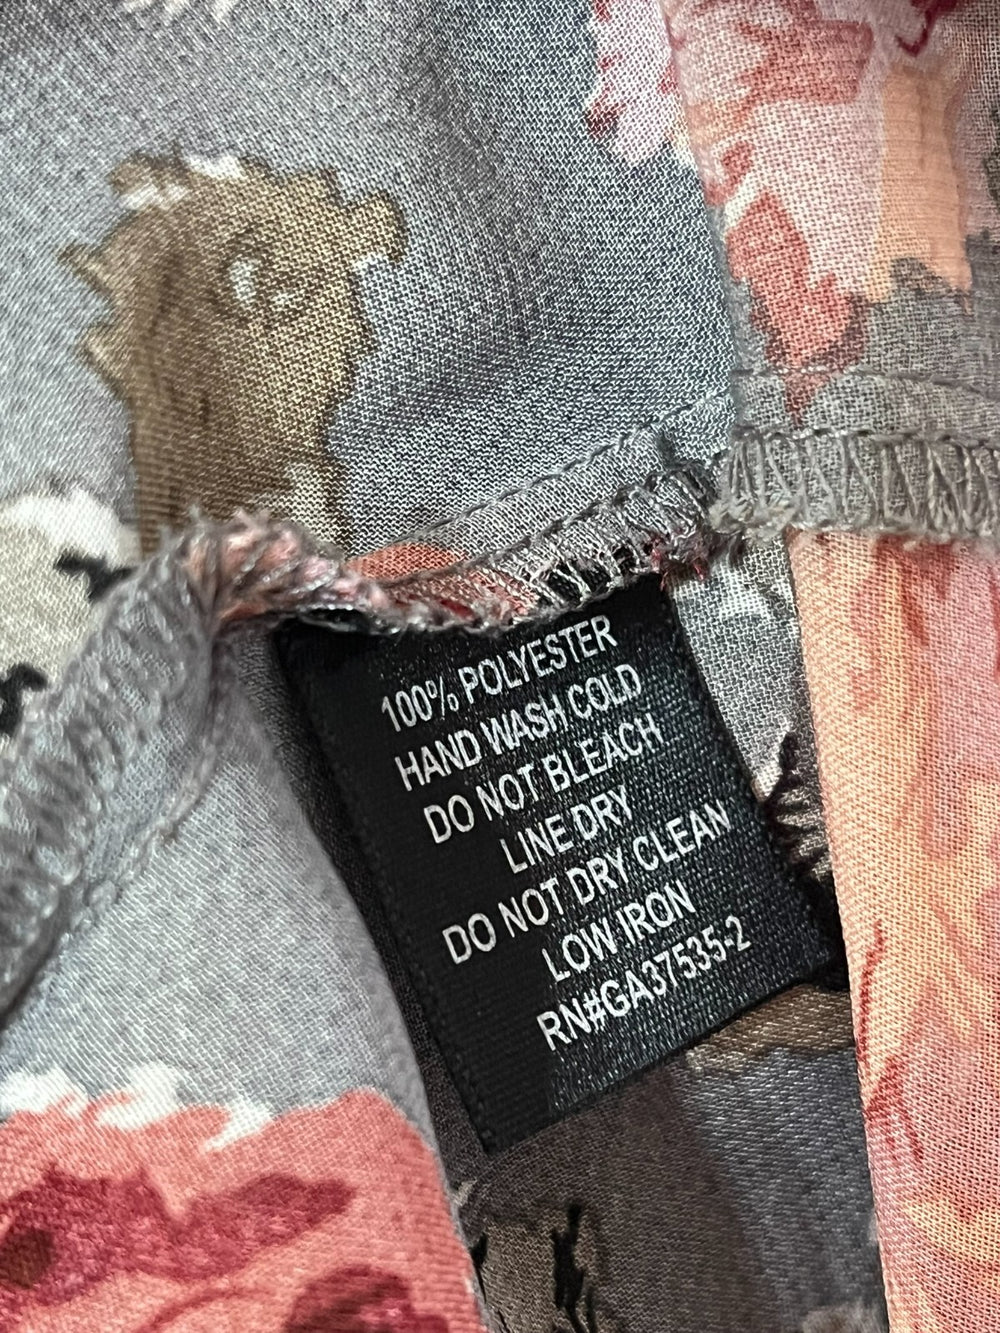 100% POLYESTER
HAND WASH COLD
DO NOT BLEACH
LINE DRY
DO NOT DRY CLEAN
LOW IRON
RN#GA37535-2